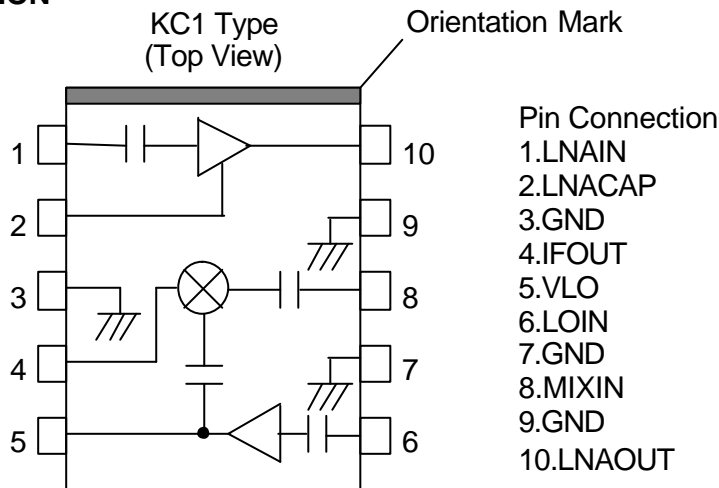 KC1 Type
(Top View)
Orientation Mark
1
2
3
4
5
10
9
8
7
6
Pin Connection
1.LNAIN
2.LNACAP
3.GND
4.IFOUT
5.VLO
6.LOIN
7.GND
8.MIXIN
9.GND
10.LNAOUT